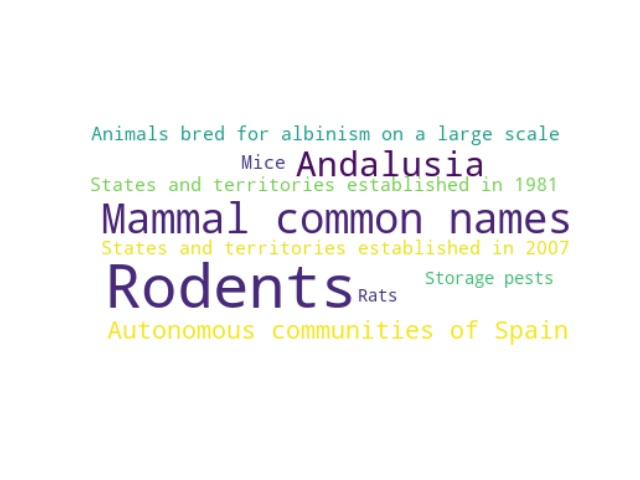 Animals bred for albinism on a large scale
Mice Andalusia
States and territories established in 1981
Mammal common names
States and territories established in 2007
Rodents Rats Storage pests
Autonomous communities of Spain